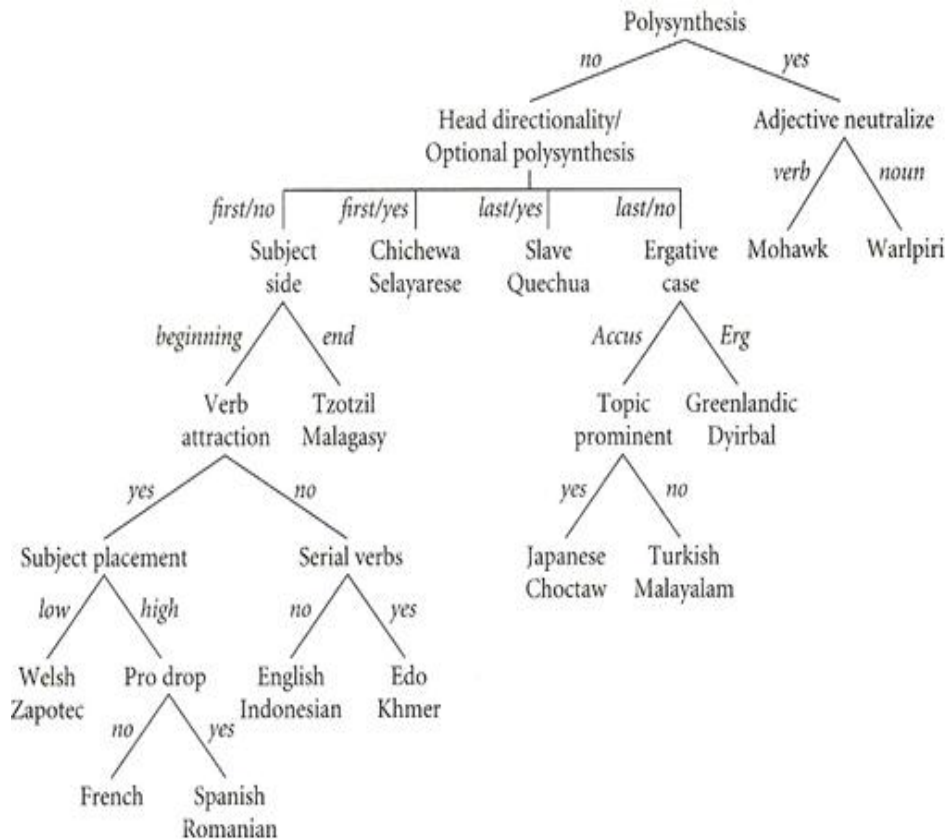 Polysynthesis
no
yes
Head directionality/
Optional polysynthesis
Adjective neutralize
verb
noun
first/no
first/yes
last/yes
last/no
Subject
side
Chichewa
Selayarese
Slave
Quechua
Ergative
case
Mohawk
Warlpiri
beginning
end
Accus
Erg
Verb
attraction
Tzotzil
Malagasy
Topic
prominent
Greenlandic
Dyirbal
yes
no
yes
no
Subject placement
Serial verbs
Japanese
Choctaw
Turkish
Malayalam
low
high
no
yes
Welsh
Zapotec
Pro drop
English
Indonesian
Edo
Khmer
no
yes
French
Spanish
Romanian